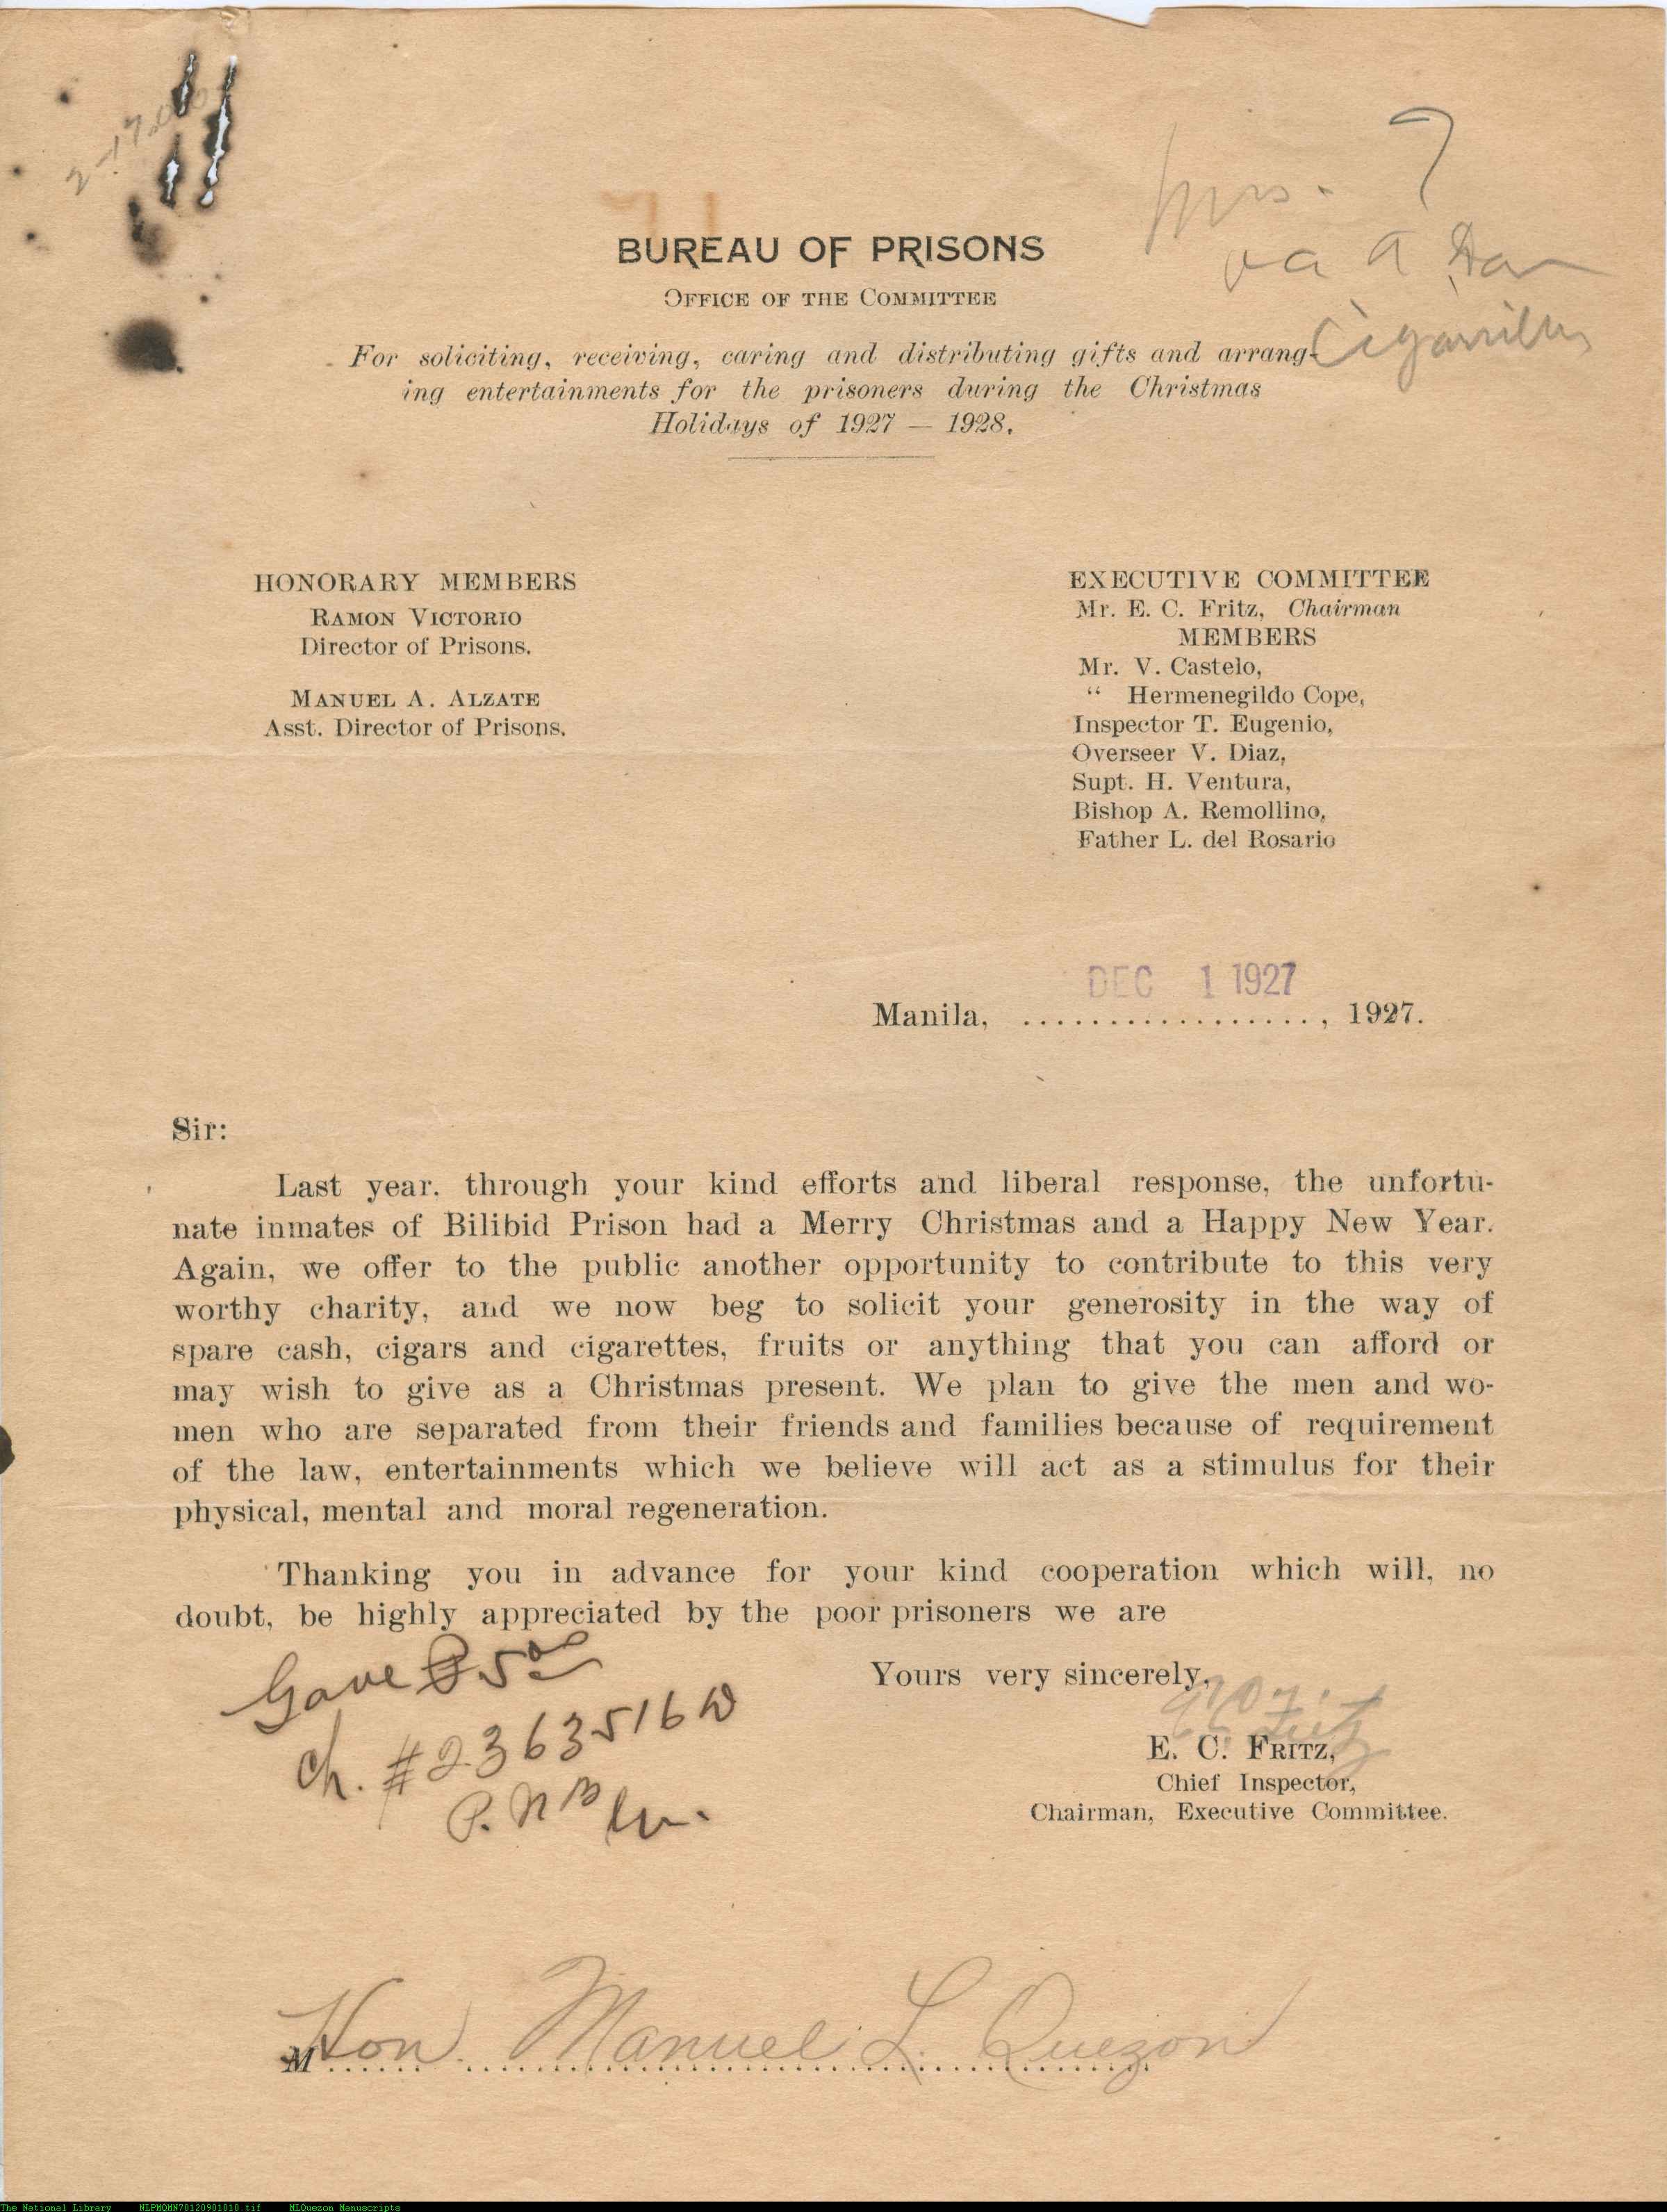 Mrs. ?
va a dar
Cigarrillos
BUREAU OF PRISONS
OFFICE OF THE COMMITTEE
For soliciting, receiving, caring and distributing gifts and arrang-
ing entertainments for the prisoners during the Christmas
Holidays of 1927 — 1928.
HONORARY MEMBERS
RAMON VICTORIO
Director of Prisons.
MANUEL A. ALZATE
Asst. Director of Prisons.
EXECUTIVE COMMITTEE
Mr. E. C. Fritz, Chairman
MEMBERS
Mr. V. Castelo,
“ Hermenegildo Cope,
Inspector T. Eugenio,
Overseer V. Diaz,
Supt. H. Ventura,
Bishop A. Remollino,
Father L. del Rosario
DEC 1 1927
Manila, .................., 1927.
Sir:
Last year. through your kind efforts and liberal response, the unfortu-
nate inmates of Bilibid Prison had a Merry Christmas and a Happy New Year.
Again, we offer to the public another opportunity to contribute to this very
worthy charity, and we now beg to solicit your generosity in the way of
spare cash, cigars and cigarettes, fruits or anything that you can afford or
may wish to give as a Christmas present. We plan to give the men and wo-
men who are separated from their friends and families because of requirement
of the law, entertainments which we believe will act as a stimulus for their
physical, mental and moral regeneration.
Thanking you in advance for your kind cooperation which will, no
doubt, be highly appreciated by the poor prisoners we are
Gave ₱5 00
Ch. #236351610
P. N B
Yours very sincerely,
E C Fritz
E. C. FRITZ,
Chief Inspector,
Chairman, Executive Committee.
M Hon. Manuel L. Quezon
The National Library NLPMQMN70120901010.tif MLQuezon Manuscripts